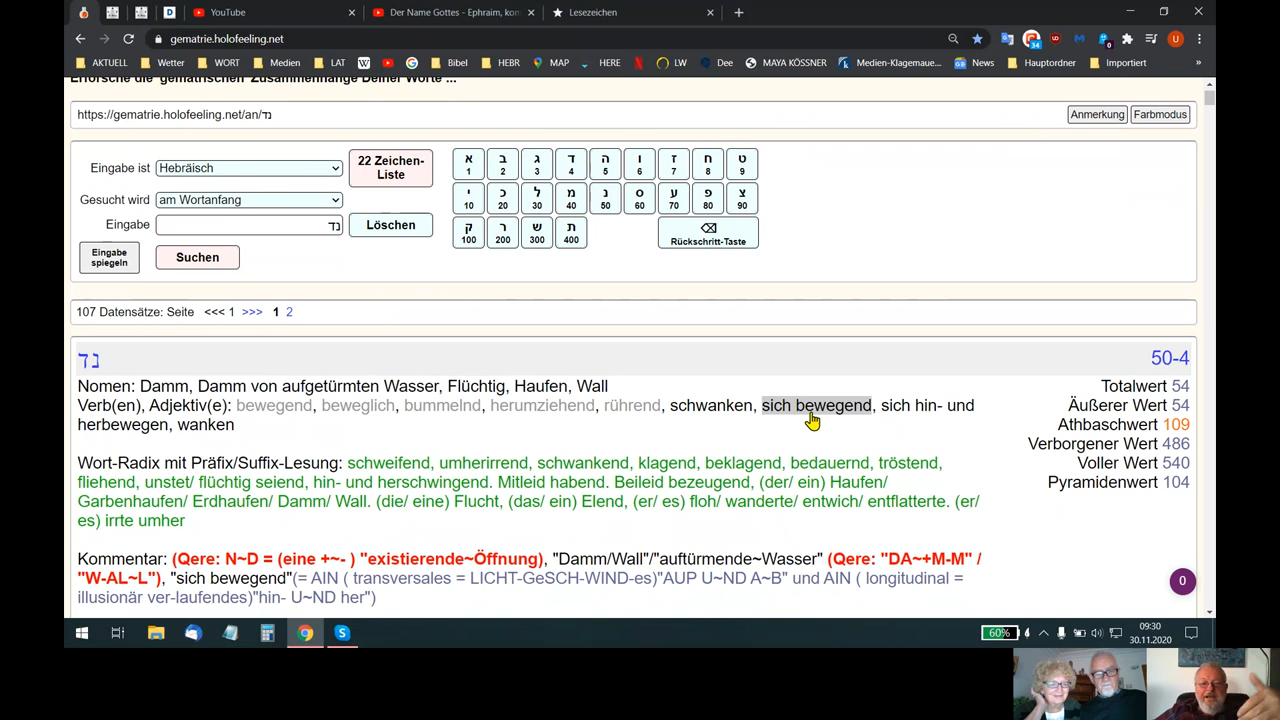 YouTube
Der Name Gottes - Ephraim, kon
Lesezeichen
gematrie.holofeeling.net
34
0
U
AKTUELL Wetter WORT Medien LAT Bibel HEBR MAP HERE LW Dee MAYA KÖSSNER Medien-Klagemaue... News Hauptordner Importiert
Erforsche die 'gematrischen' Zusammenhänge Deiner Worte ...
https://gematrie.holofeeling.net/an/נד
Anmerkung Farbmodus
Eingabe ist Hebräisch
22 Zeichen-
Liste
Gesucht wird am Wortanfang
Eingabe נד
Löschen
Eingabe
spiegeln
Suchen
א ב ג ד ה ו ז ח ט
1 2 3 4 5 6 7 8 9
י כ ל מ נ ס ע פ צ
10 20 30 40 50 60 70 80 90
ק ר ש ת
100 200 300 400
Rückschritt-Taste
107 Datensätze: Seite <<< 1 >>> 1 2
נד 50-4
Nomen: Damm, Damm von aufgetürmten Wasser, Flüchtig, Haufen, Wall
Verb(en), Adjektiv(e): bewegend, beweglich, bummelnd, herumziehend, rührend, schwanken, sich bewegend, sich hin- und
herbewegen, wanken
Totalwert 54
Äußerer Wert 54
Athbaschwert 109
Verborgener Wert 486
Voller Wert 540
Pyramidenwert 104
Wort-Radix mit Präfix/Suffix-Lesung: schweifend, umherirrend, schwankend, klagend, beklagend, bedauernd, tröstend,
fliehend, unstet/ flüchtig seiend, hin- und herschwingend. Mitleid habend. Beileid bezeugend, (der/ ein) Haufen/
Garbenhaufen/ Erdhaufen/ Damm/ Wall. (die/ eine) Flucht, (das/ ein) Elend, (er/ es) floh/ wanderte/ entwich/ entflatterte. (er/
es) irrte umher
Kommentar: (Qere: N~D = (eine +~- ) "existierende~Öffnung), "Damm/Wall"/"auftürmende~Wasser" (Qere: "DA~+M-M" /
"W-AL~L"), "sich bewegend"(= AIN ( transversales = LICHT-GeSCH-WIND-es)"AUP U~ND A~B" und AIN ( longitudinal =
illusionär ver-laufendes)"hin- U~ND her")
0
60%
09:30
30.11.2020